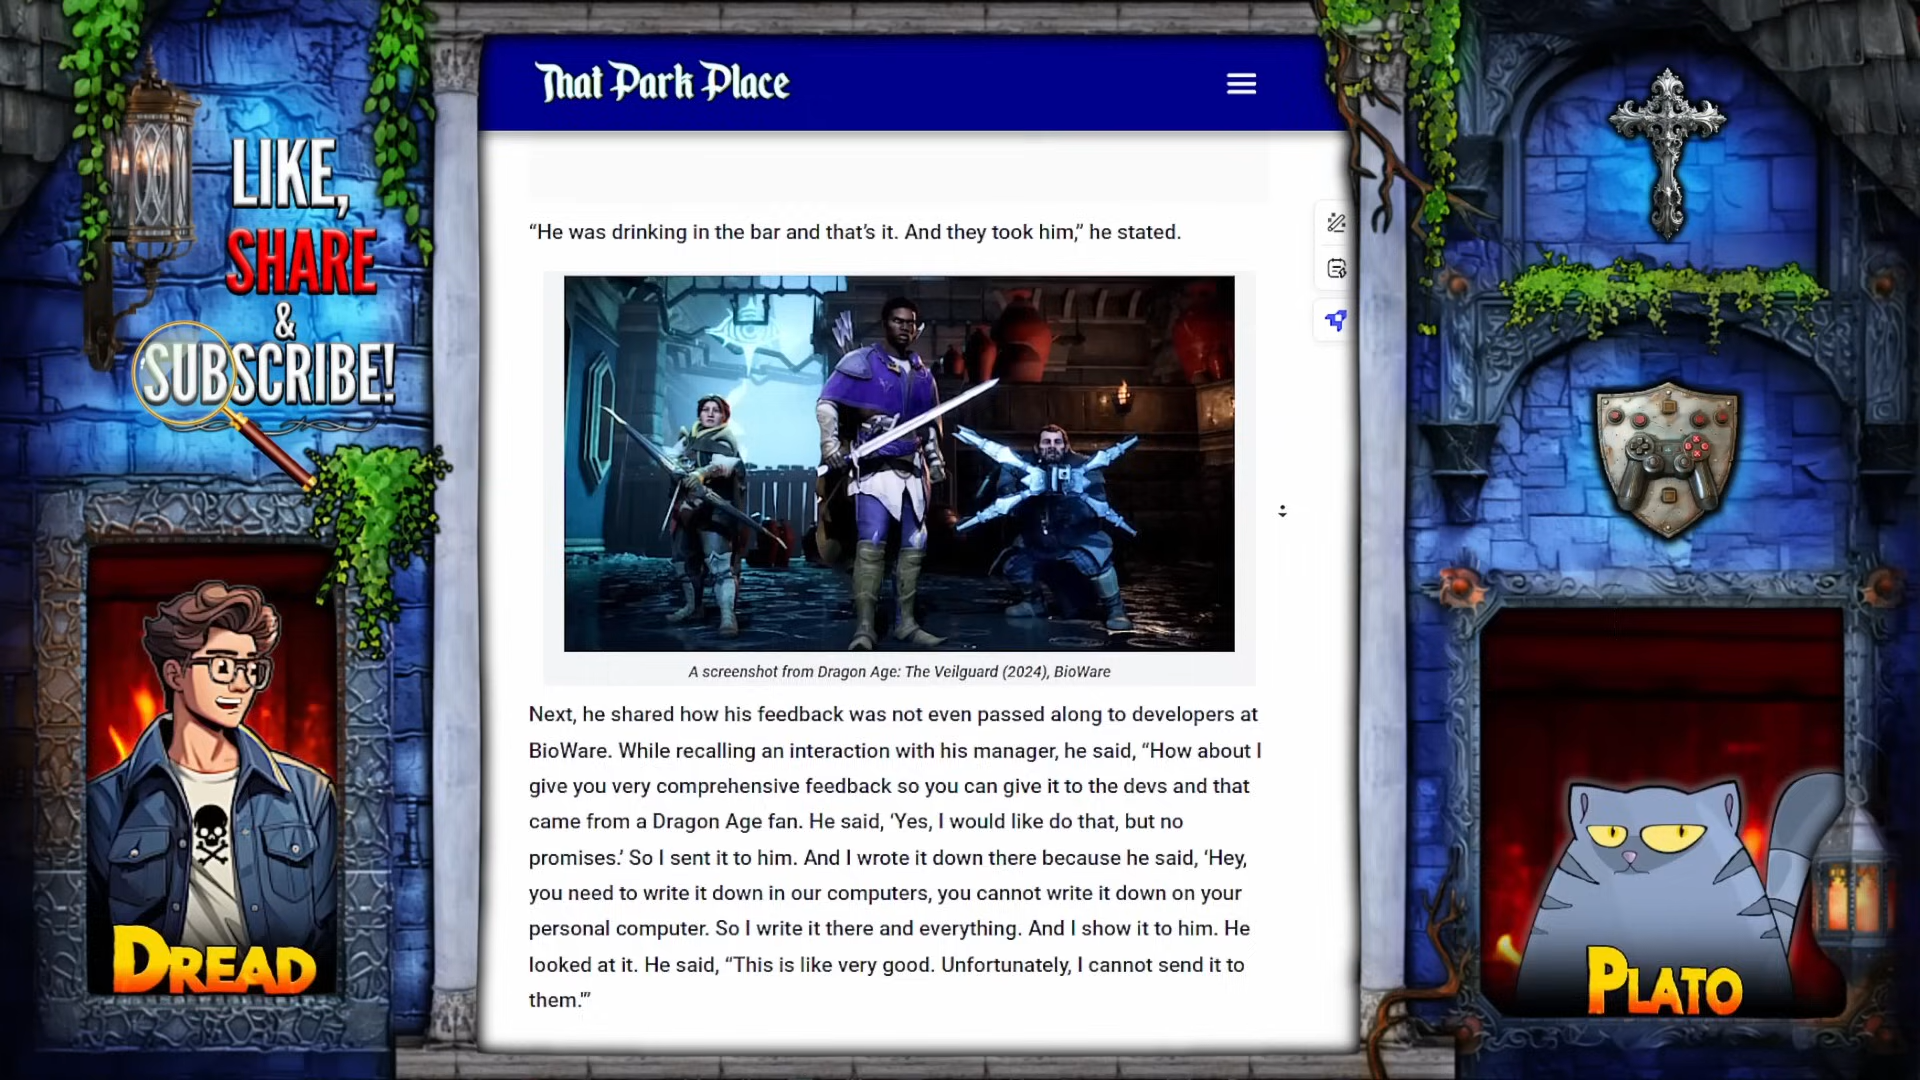 LIKE,
SHARE
&
SUBSCRIBE!
DREAD
That Park Place
“He was drinking in the bar and that’s it. And they took him,” he stated.
A screenshot from Dragon Age: The Veilguard (2024), BioWare
Next, he shared how his feedback was not even passed along to developers at
BioWare. While recalling an interaction with his manager, he said, “How about I
give you very comprehensive feedback so you can give it to the devs and that
came from a Dragon Age fan. He said, ‘Yes, I would like do that, but no
promises.’ So I sent it to him. And I wrote it down there because he said, ‘Hey,
you need to write it down in our computers, you cannot write it down on your
personal computer. So I write it there and everything. And I show it to him. He
looked at it. He said, “This is like very good. Unfortunately, I cannot send it to
them.’”
PLATO